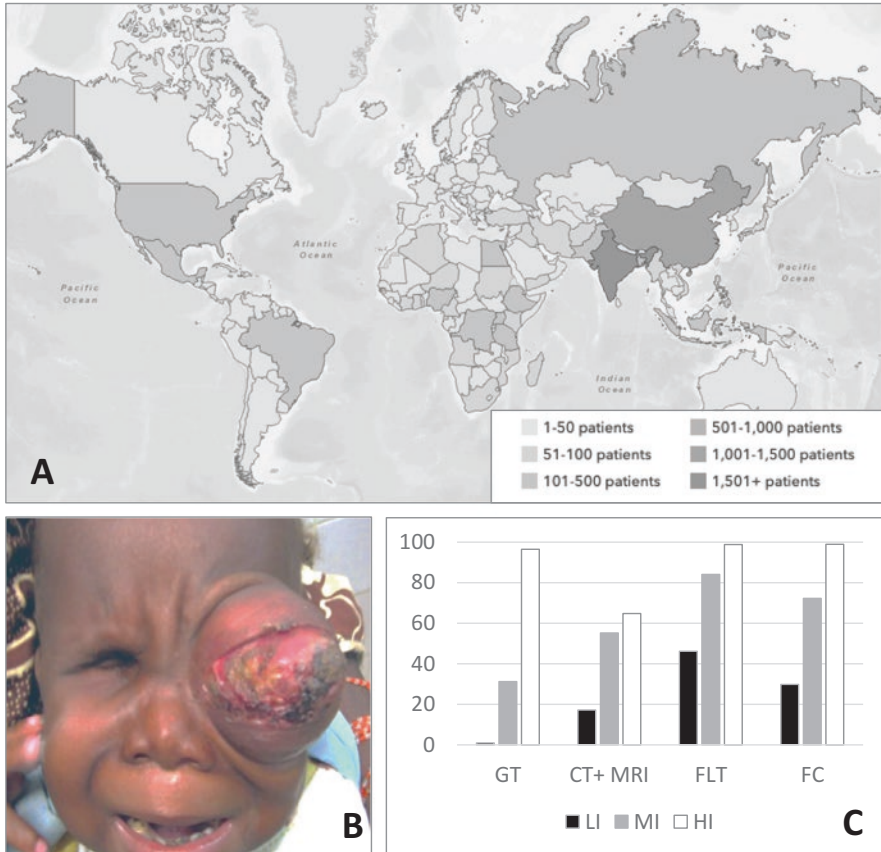 Atlantic
Ocean
Pacific
Ocean
Pacific
Ocean
Indian
Ocean
1-50 patients
51-100 patients
101-500 patients
501-1,000 patients
1,001-1,500 patients
1,501+ patients
A
B
100
80
60
40
20
0
GT
CT+ MRI
FLT
FC
LI
MI
HI
C